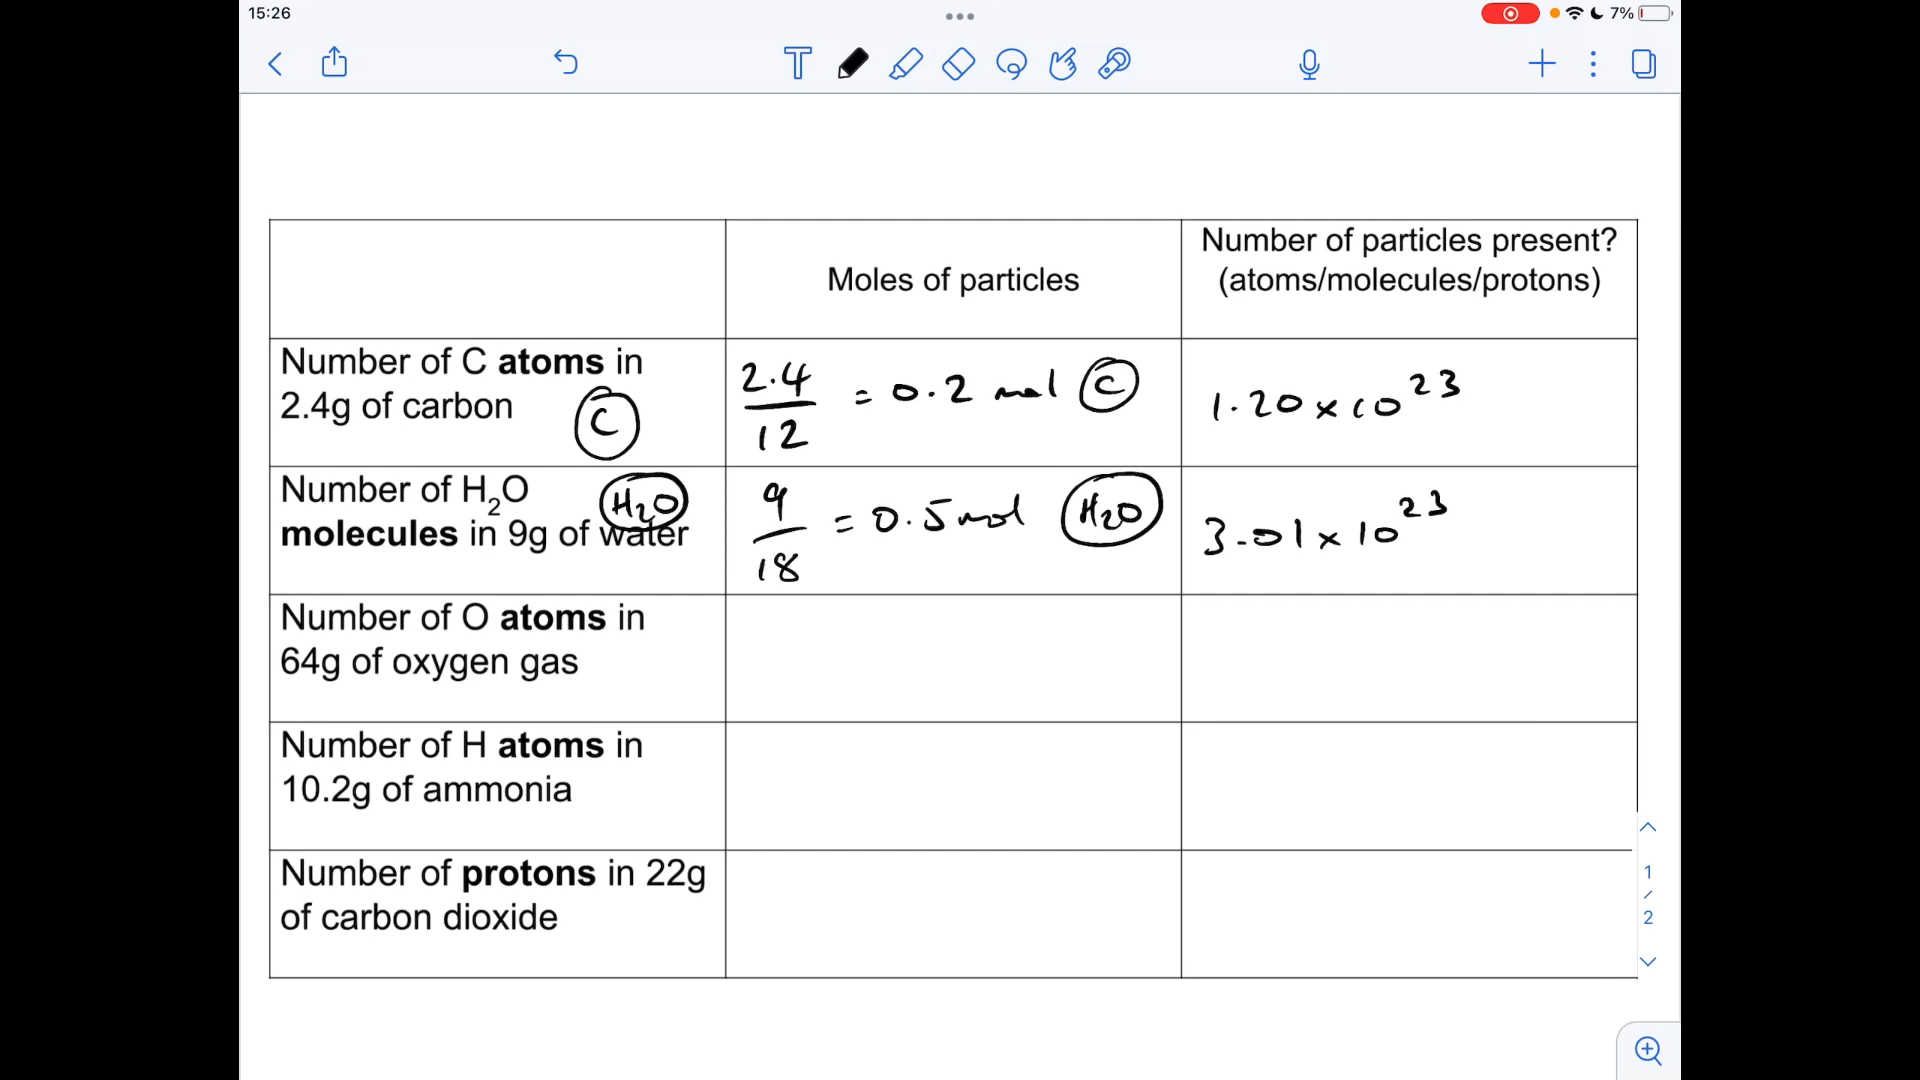 15:26
7%
Moles of particles
Number of particles present?
(atoms/molecules/protons)
Number of C atoms in
2.4g of carbon
C
2.4
12
= 0.2 mol C
1.20 x 10²³
Number of H₂O
molecules in 9g of water
H₂O
9
18
= 0.5 mol H₂O
3.01 x 10²³
Number of O atoms in
64g of oxygen gas
Number of H atoms in
10.2g of ammonia
Number of protons in 22g
of carbon dioxide
1
/
2